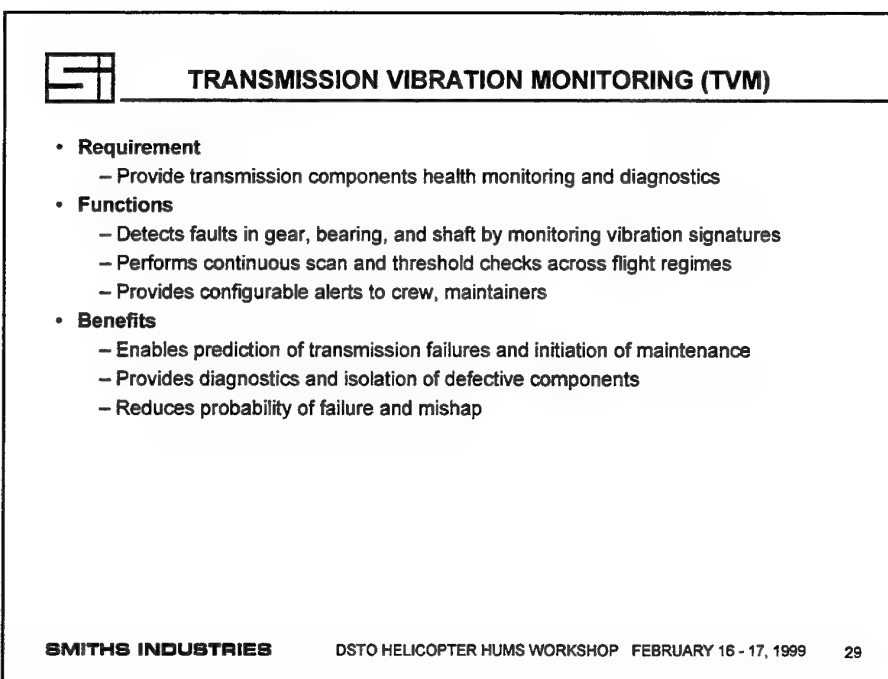 TRANSMISSION VIBRATION MONITORING (TVM)
• Requirement
– Provide transmission components health monitoring and diagnostics
• Functions
– Detects faults in gear, bearing, and shaft by monitoring vibration signatures
– Performs continuous scan and threshold checks across flight regimes
– Provides configurable alerts to crew, maintainers
• Benefits
– Enables prediction of transmission failures and initiation of maintenance
– Provides diagnostics and isolation of defective components
– Reduces probability of failure and mishap
SMITHS INDUSTRIES DSTO HELICOPTER HUMS WORKSHOP FEBRUARY 16 - 17, 1999 29